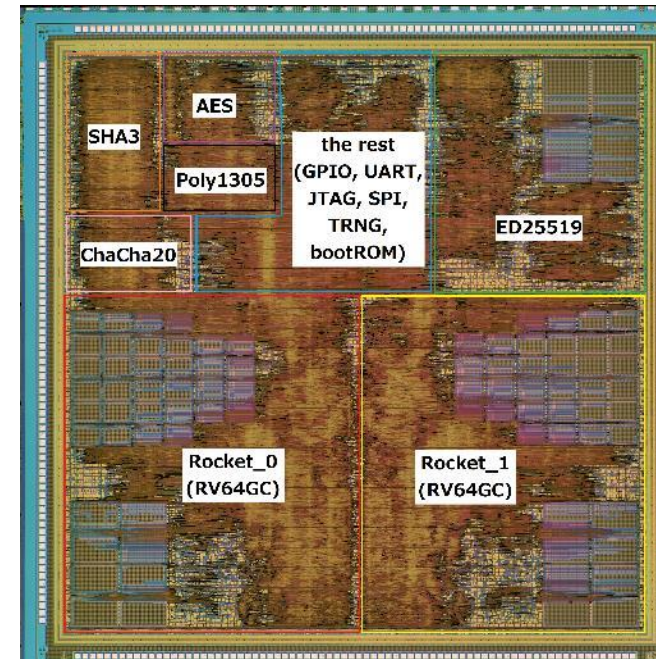 SHA3
AES
Poly1305
ChaCha20
the rest
(GPIO, UART,
JTAG, SPI,
TRNG,
bootROM)
ED25519
Rocket_0
(RV64GC)
Rocket_1
(RV64GC)